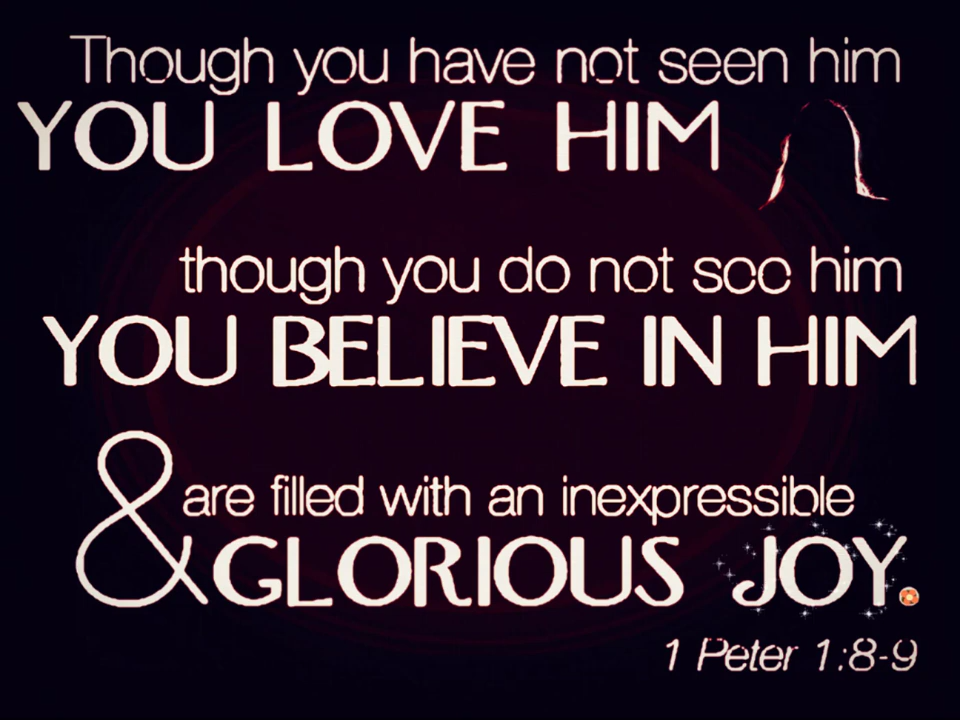 Though you have not seen him
YOU LOVE HIM
though you do not scc him
YOU BELIEVE IN HIM
& are filled with an inexpressible
GLORIOUS JOY.
1 Peter 1:8-9